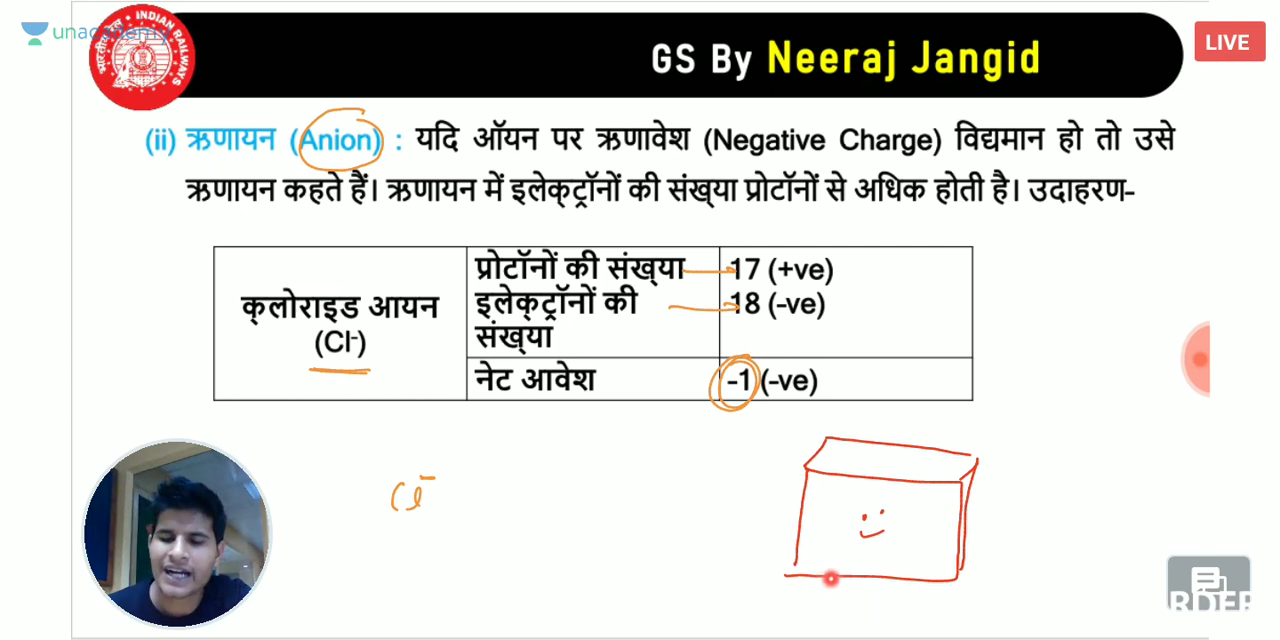 INDIAN RAILWAYS
भारतीय रेल
unacademy
GS By Neeraj Jangid
LIVE
(ii) ऋणायन (Anion) : यदि ऑयन पर ऋणावेश (Negative Charge) विद्यमान हो तो उसे
ऋणायन कहते हैं। ऋणायन में इलेक्ट्रॉनों की संख्या प्रोटॉनों से अधिक होती है। उदाहरण-
क्लोराइड आयन
(Cl⁻)
प्रोटॉनों की संख्या 17 (+ve)
इलेक्ट्रॉनों की 18 (-ve)
संख्या
नेट आवेश -1 (-ve)
Cl⁻